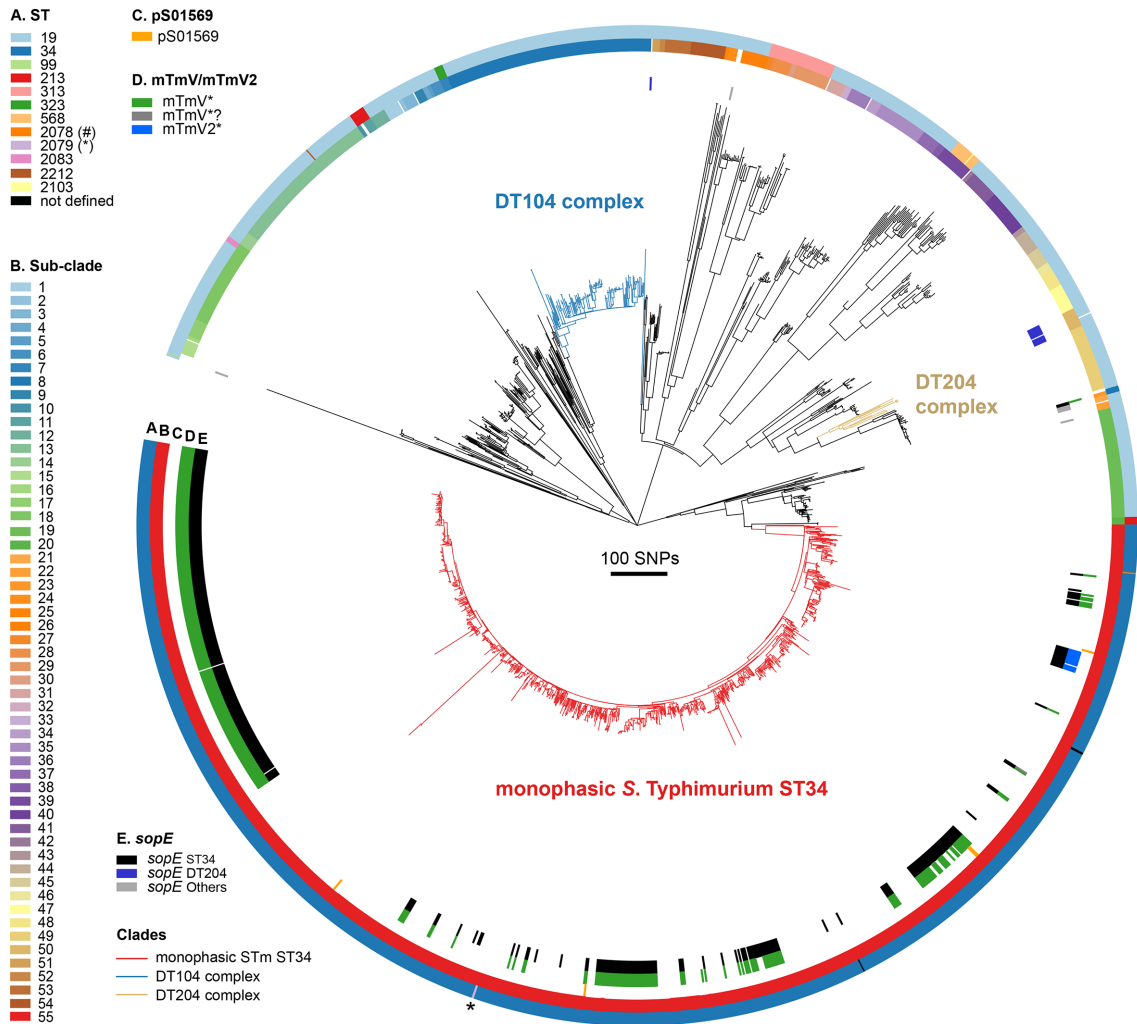 A. ST
19
34
99
213
313
323
568
2078 (#)
2079 (*)
2083
2212
2103
not defined
C. pS01569
pS01569
D. mTmV/mTmV2
mTmV*
mTmV*?
mTmV2*
B. Sub-clade
1
2
3
4
5
6
7
8
9
10
11
12
13
14
15
16
17
18
19
20
21
22
23
24
25
26
27
28
29
30
31
32
33
34
35
36
37
38
39
40
41
42
43
44
45
46
47
48
49
50
51
52
53
54
55
DT104 complex
DT204
complex
A B C D E
100 SNPs
monophasic S. Typhimurium ST34
E. sopE
sopE ST34
sopE DT204
sopE Others
Clades
monophasic STm ST34
DT104 complex
DT204 complex
*